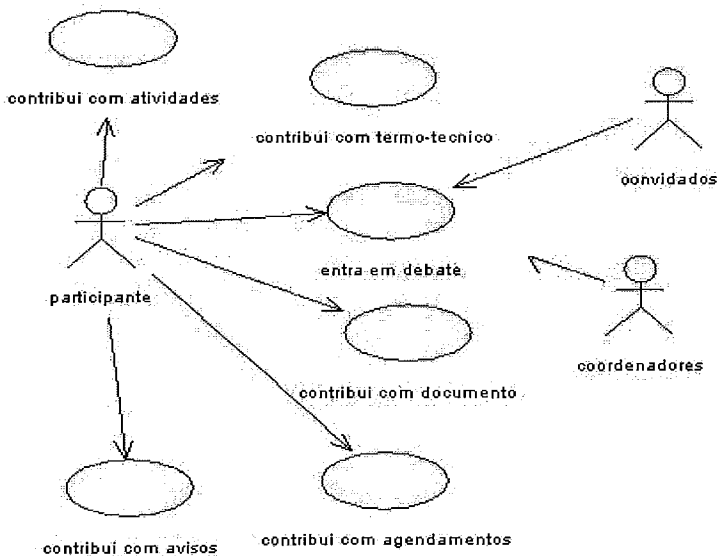 contribui com atividades
contribui com termo-tecnico
convidados
participante
entra em debate
coordenadores
contribui com documento
contribui com avisos
contribui com agendamentos